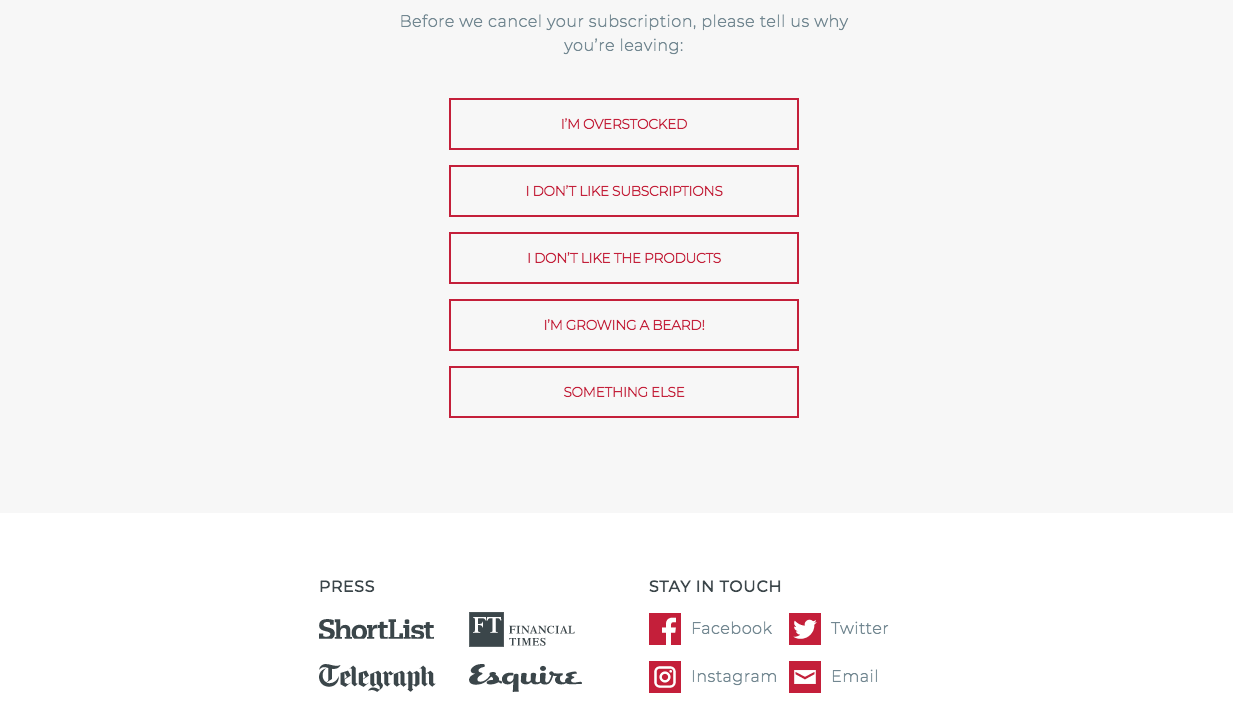 Before we cancel your subscription, please tell us why
you’re leaving:
I’M OVERSTOCKED
I DON’T LIKE SUBSCRIPTIONS
I DON’T LIKE THE PRODUCTS
I’M GROWING A BEARD!
SOMETHING ELSE
PRESS
ShortList
FT FINANCIAL
TIMES
Telegraph
Esquire
STAY IN TOUCH
Facebook
Twitter
Instagram
Email